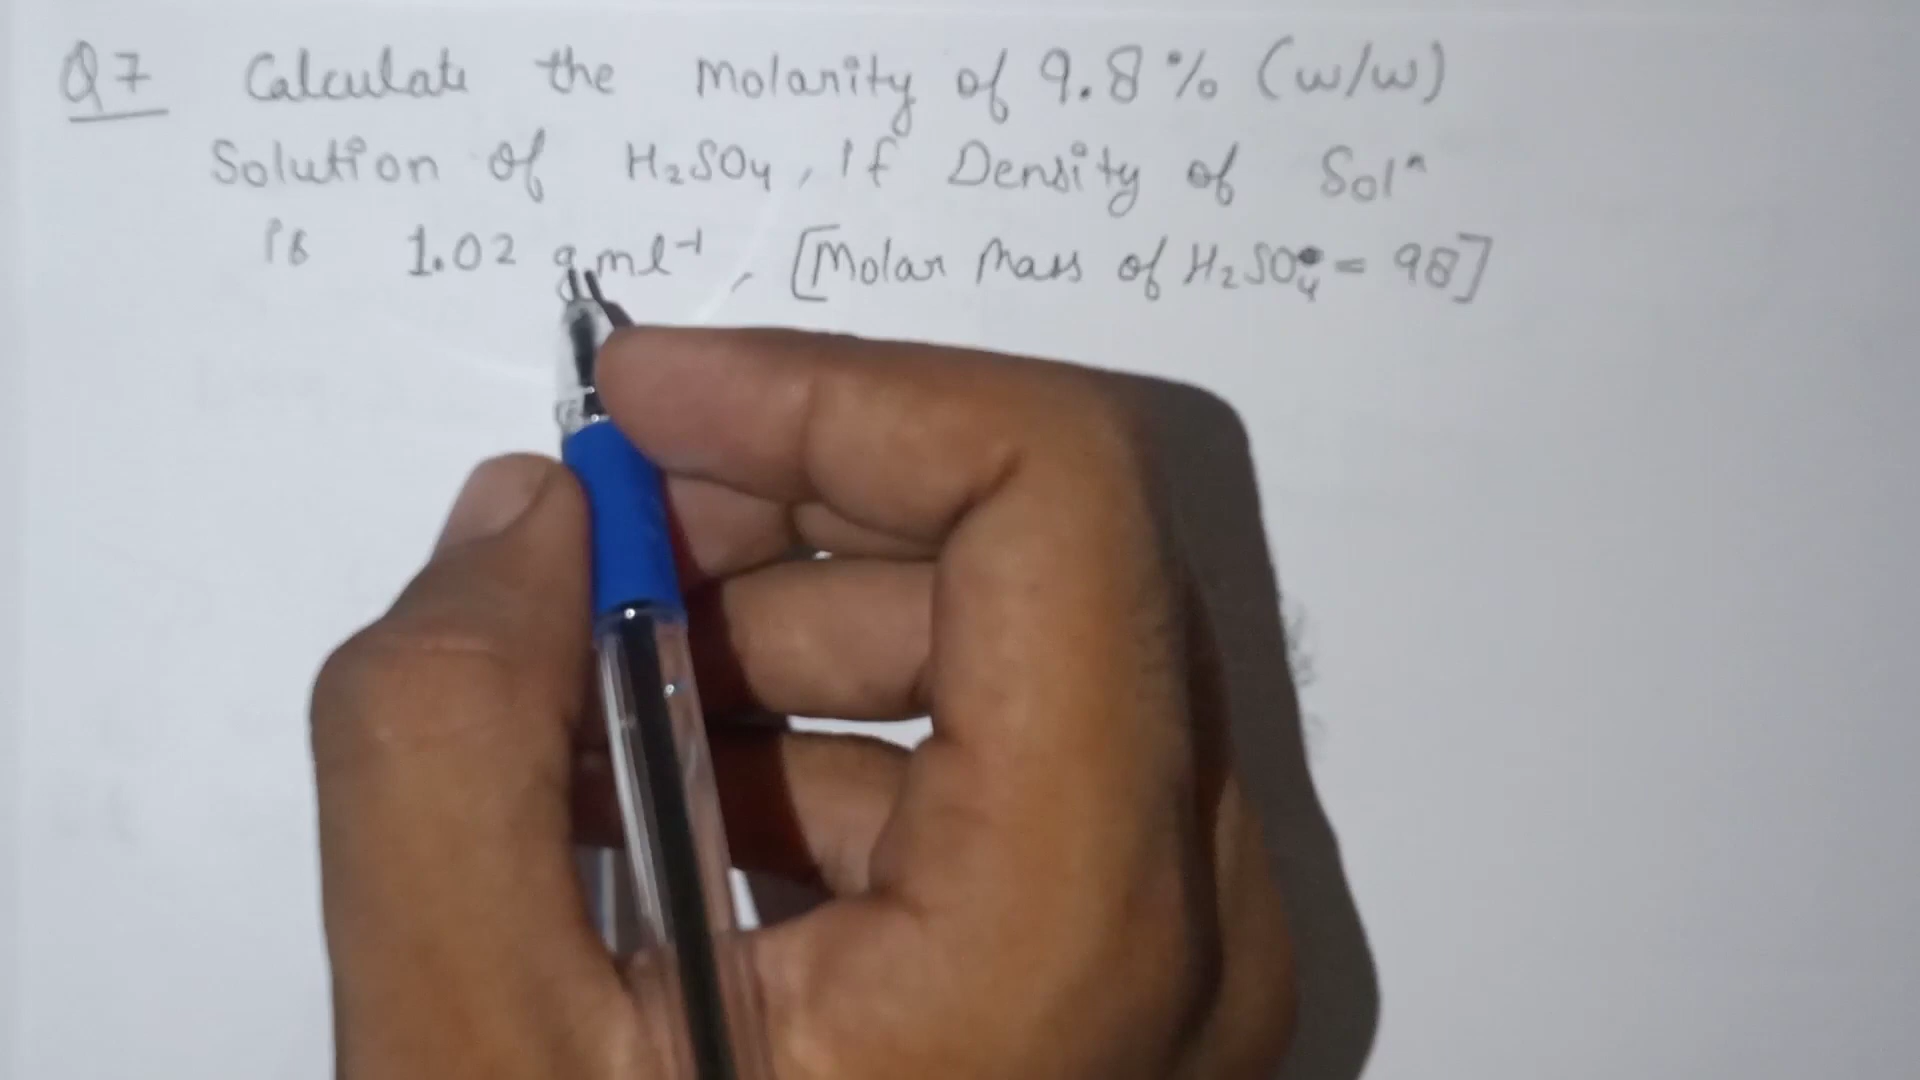 Q7 Calculate the Molarity of 9.8% (w/w)
Solution of H₂SO₄, If Density of Solⁿ
is 1.02 g ml⁻¹, [Molar Mass of H₂SO₄ = 98]